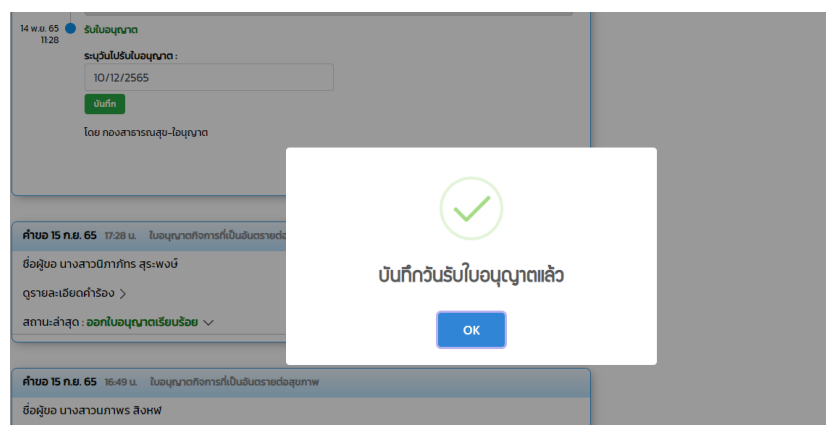 14 พ.ย. 65
11:28
รับใบอนุญาต
ระบุวันไปรับใบอนุญาต :
10/12/2565
บันทึก
โดย กองสาธารณสุข-ใอนุญาต
บันทึกวันรับใบอนุญาตแล้ว
OK
คำขอ 15 ก.ย. 65 17:28 น. ใบอนุญาตกิจการที่เป็นอันตรายต่อ
ชื่อผู้ขอ นางสาวนิภาภัทร สุระพงษ์
ดูรายละเอียดคำร้อง >
สถานะล่าสุด : ออกใบอนุญาตเรียบร้อย
คำขอ 15 ก.ย. 65 16:49 น. ใบอนุญาตกิจการที่เป็นอันตรายต่อสุขภาพ
ชื่อผู้ขอ นางสาวนภาพร สิงหฬ